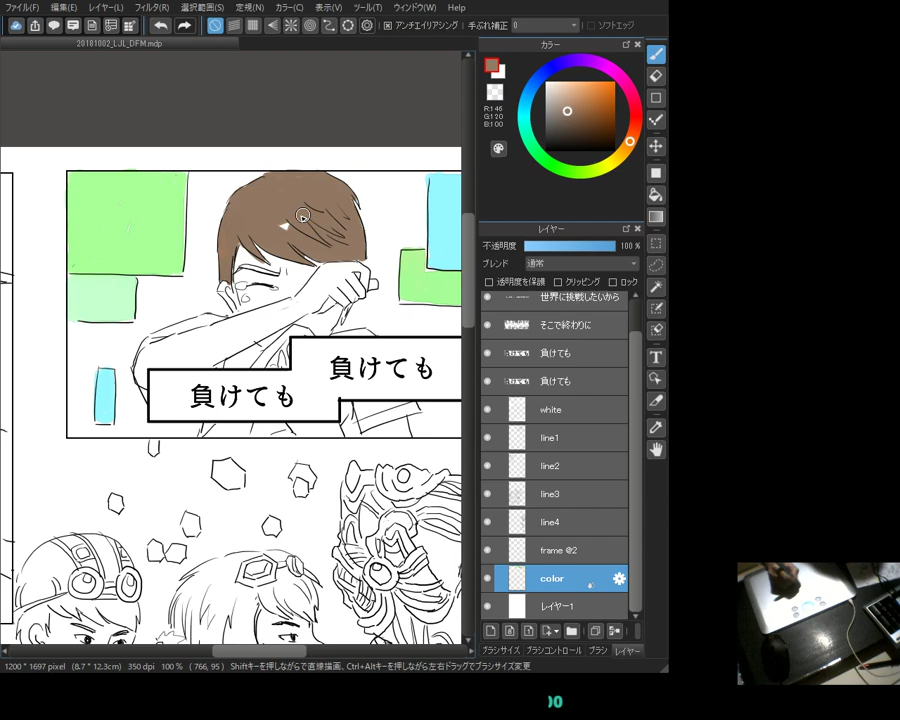 ファイル(F) 編集(E) レイヤー(L) フィルタ(R) 選択範囲(S) 定規(N) カラー(C) 表示(V) ツール(T) ウィンドウ(W) Help
アンチエイリアシング 手ぶれ補正 0 ソフトエッジ
20181002_LJL_DFM.mdp
カラー
R:146
G:120
B:100
レイヤー
不透明度 100 %
ブレンド 通常
透明度を保護 クリッピング ロック
世界に挑戦したいから
そこで終わりに
負けても
負けても
white
line1
line2
line3
line4
frame @2
color
レイヤー1
負けても
負けても
ブラシサイズ ブラシコントロール ブラシ レイヤー
1200 * 1697 pixel (8.7 * 12.3cm) 350 dpi 100 % ( 766, 95 ) Shiftキーを押しながらで直線描画、Ctrl+Altキーを押しながら左右ドラッグでブラシサイズ変更